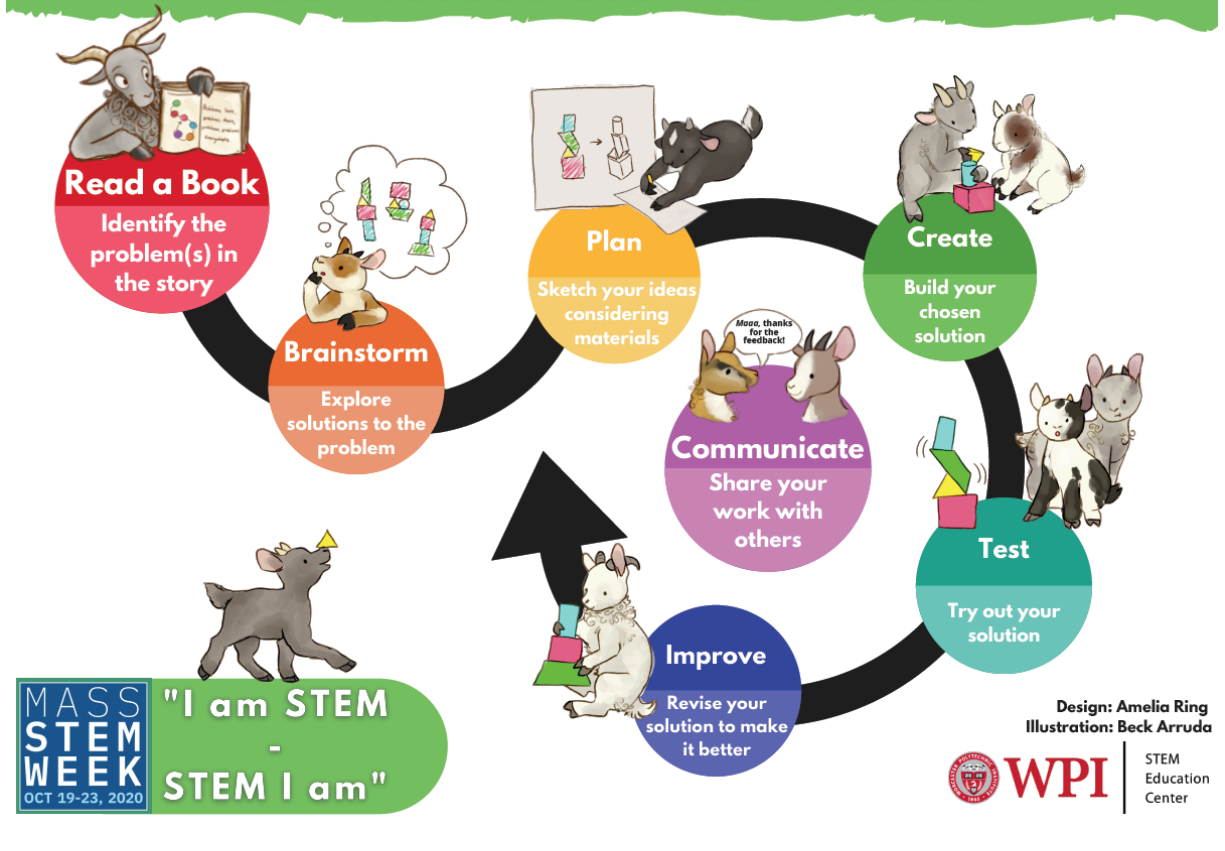 Read a Book
Identify the
problem(s) in
the story
Brainstorm
Explore
solutions to the
problem
Plan
Sketch your ideas
considering
materials
Create
Build your
chosen
solution
Maaa, thanks
for the
feedback!
Communicate
Share your
work with
others
Test
Try out your
solution
Improve
Revise your
solution to make
it better
MASS
STEM
WEEK
OCT 19-23, 2020
"I am STEM
-
STEM I am"
Design: Amelia Ring
Illustration: Beck Arruda
WPI
STEM
Education
Center